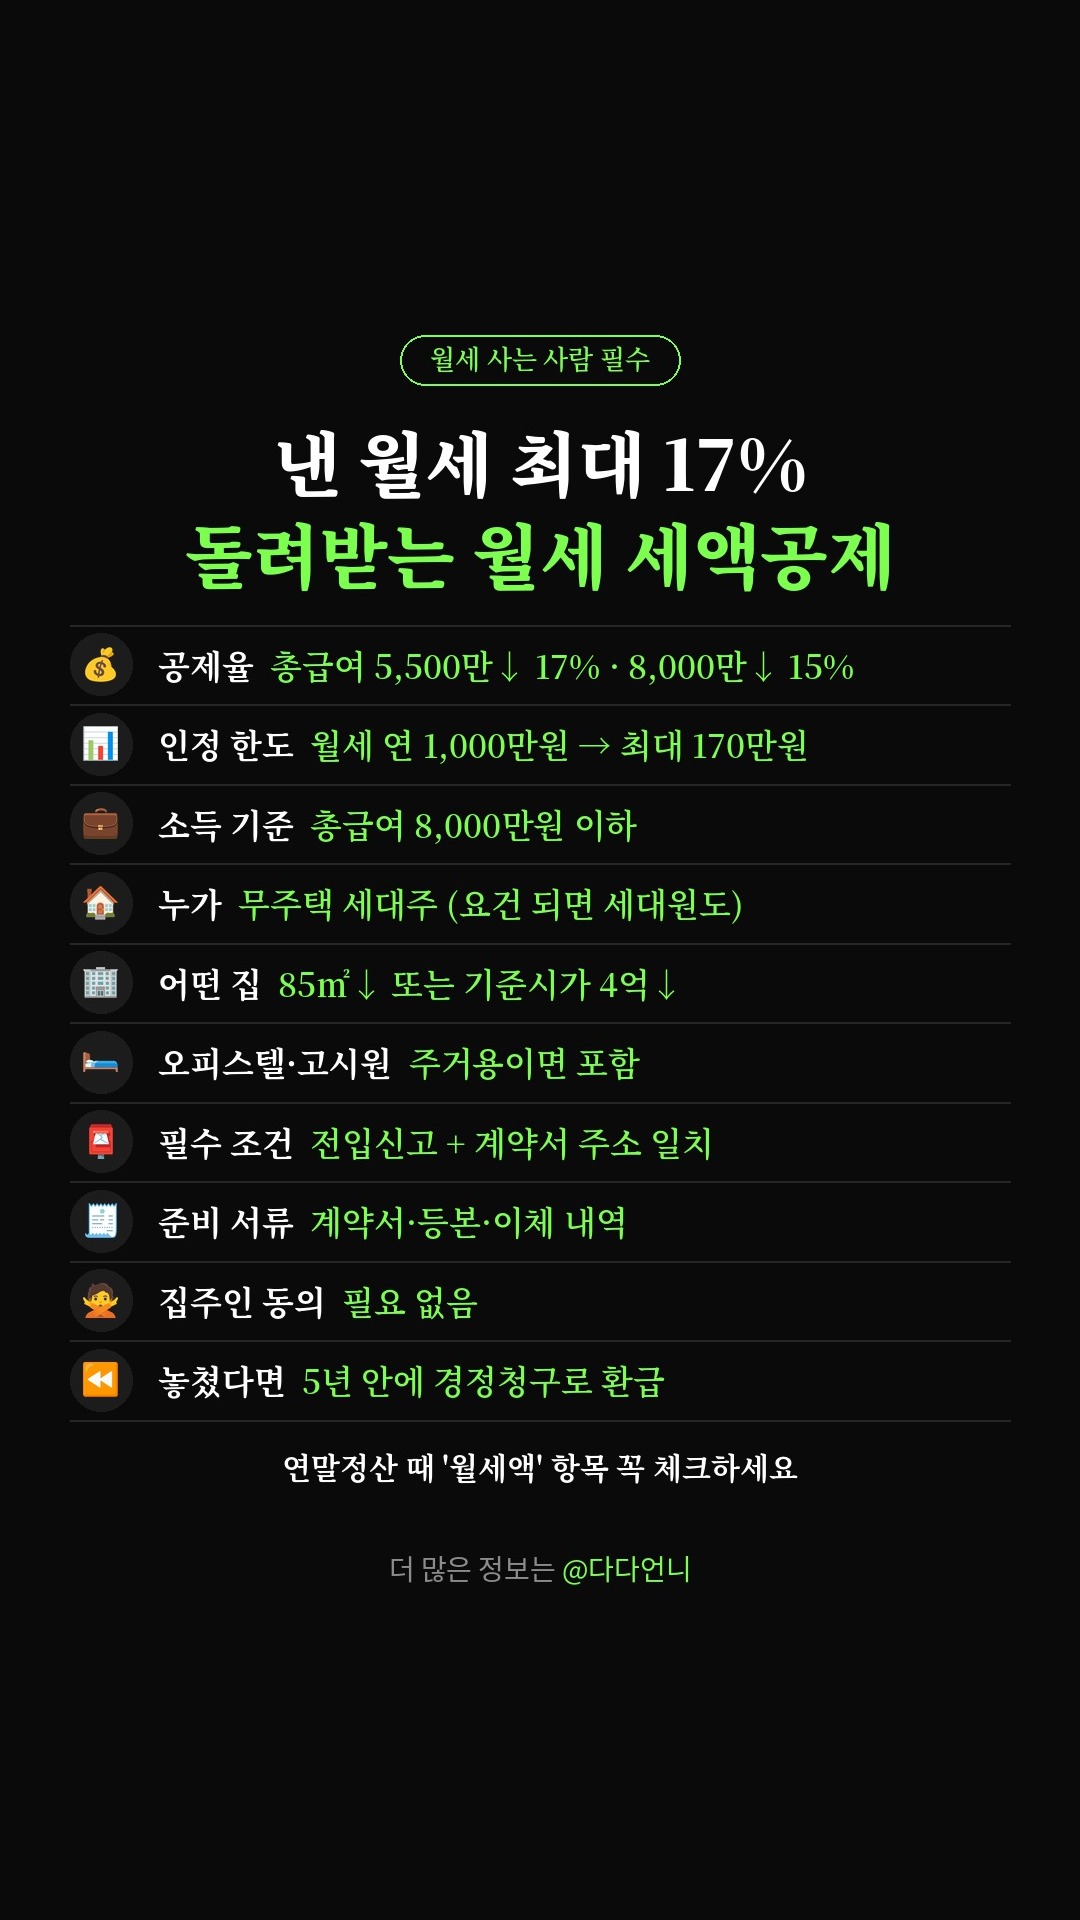 월세 사는 사람 필수
낸 월세 최대 17%
돌려받는 월세 세액공제
공제율 총급여 5,500만↓ 17% · 8,000만↓ 15%
인정 한도 월세 연 1,000만원 → 최대 170만원
소득 기준 총급여 8,000만원 이하
누가 무주택 세대주 (요건 되면 세대원도)
어떤 집 85㎡↓ 또는 기준시가 4억↓
오피스텔·고시원 주거용이면 포함
필수 조건 전입신고 + 계약서 주소 일치
준비 서류 계약서·등본·이체 내역
집주인 동의 필요 없음
놓쳤다면 5년 안에 경정청구로 환급
연말정산 때 '월세액' 항목 꼭 체크하세요
더 많은 정보는 @다다언니